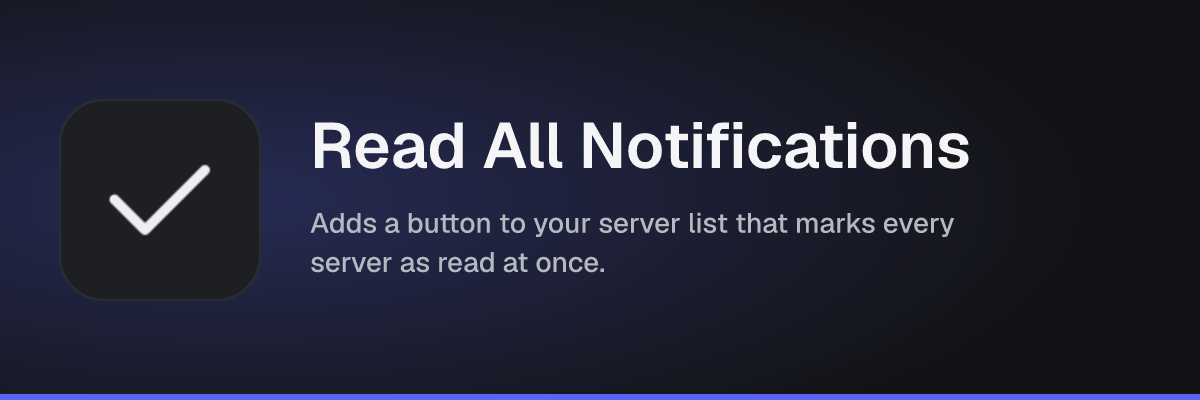 Read All Notifications
Adds a button to your server list that marks every
server as read at once.